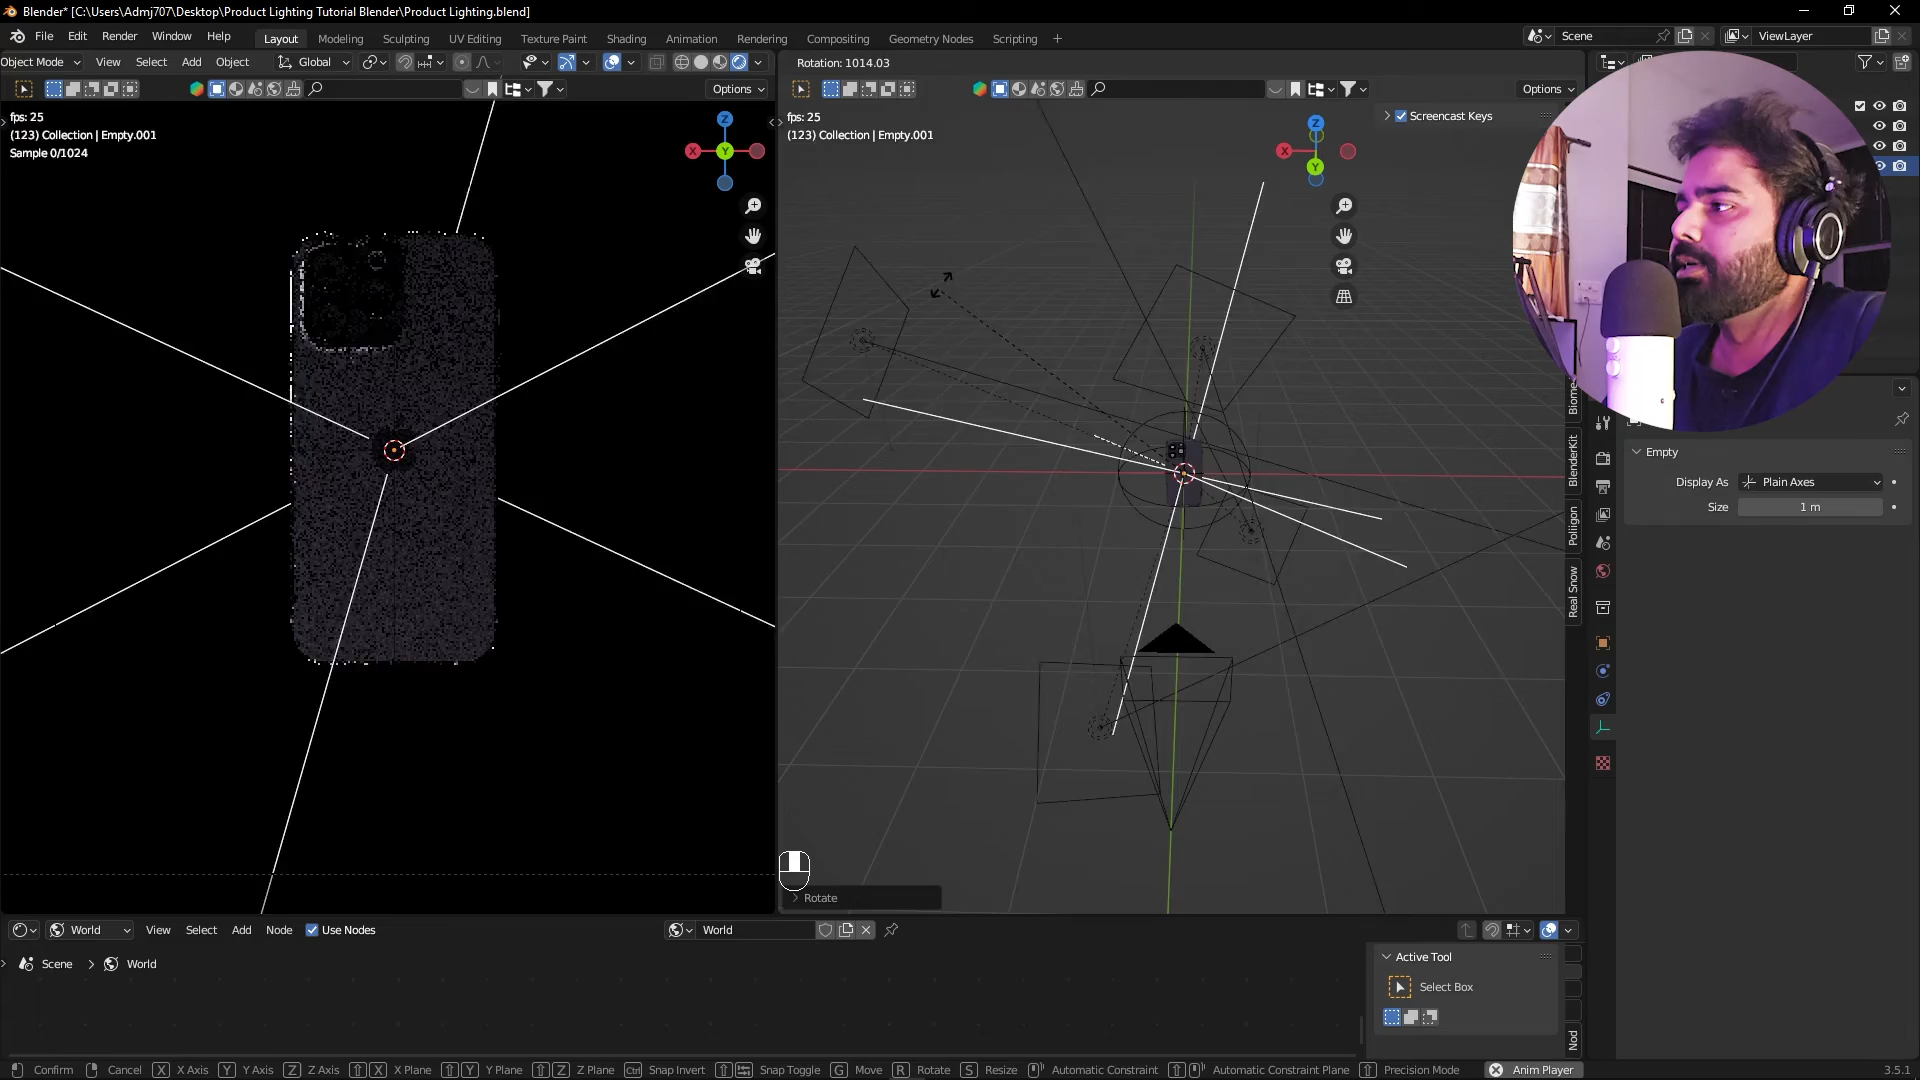 Blender* [C:\Users\Admj707\Desktop\Product Lighting Tutorial Blender\Product Lighting.blend]
File Edit Render Window Help Layout Modeling Sculpting UV Editing Texture Paint Shading Animation Rendering Compositing Geometry Nodes Scripting + Scene ViewLayer
Object Mode View Select Add Object Global Rotation: 1014.03
Options Options
fps: 25
(123) Collection | Empty.001
Sample 0/1024
Z
X
Y
fps: 25
(123) Collection | Empty.001
Z
X
Y
Screencast Keys
BlenderKit
Poliigon
Real Snow
Empty
Display As Plain Axes
Size 1 m
Rotate
World View Select Add Node Use Nodes World
Scene World
Active Tool
Select Box
Nod
Confirm Cancel X X Axis Y Y Axis Z Z Axis X X Plane Y Y Plane Z Z Plane Ctrl Snap Invert Snap Toggle G Move R Rotate S Resize Automatic Constraint Automatic Constraint Plane Precision Mode Anim Player 3.5.1